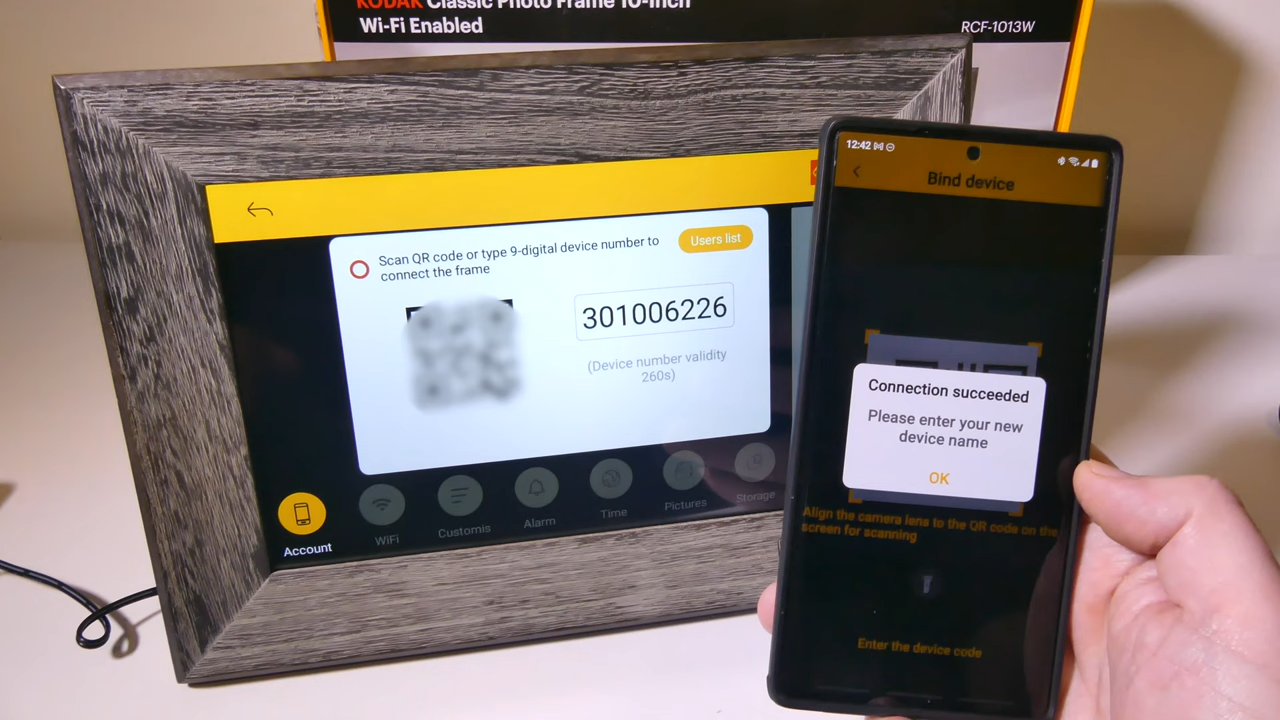 KODAK Classic Photo Frame 10-inch
Wi-Fi Enabled
RCF-1013W
Scan QR code or type 9-digital device number to
connect the frame
Users list
301006226
(Device number validity
260s)
Account
WiFi
Customis
Alarm
Time
Pictures
Storage
12:42
Bind device
Connection succeeded
Please enter your new
device name
OK
Align the camera lens to the QR code on the
screen for scanning
Enter the device code